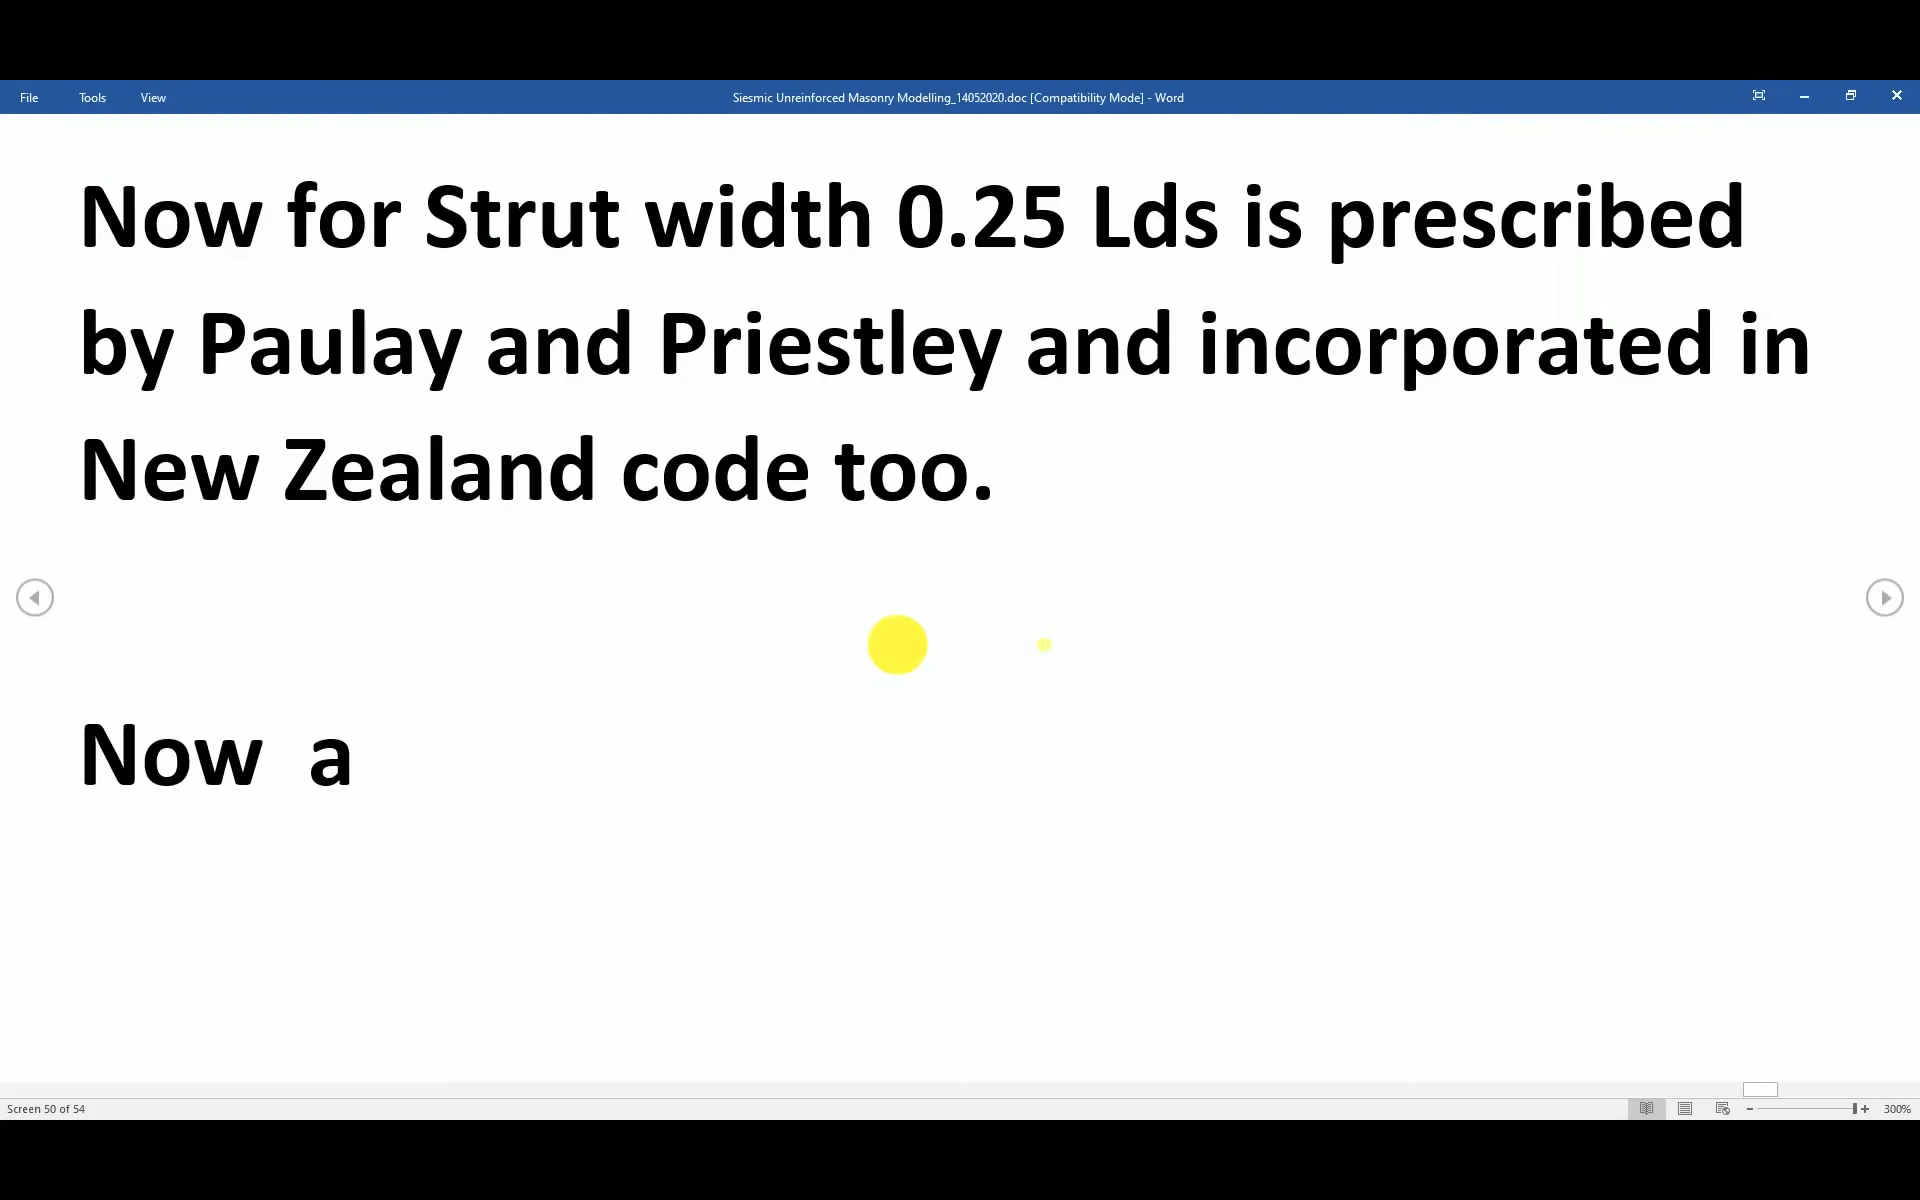 File Tools View Siesmic Unreinforced Masonry Modelling_14052020.doc [Compatibility Mode] - Word
Now for Strut width 0.25 Lds is prescribed
by Paulay and Priestley and incorporated in
New Zealand code too.
Now a
Screen 50 of 54 300%